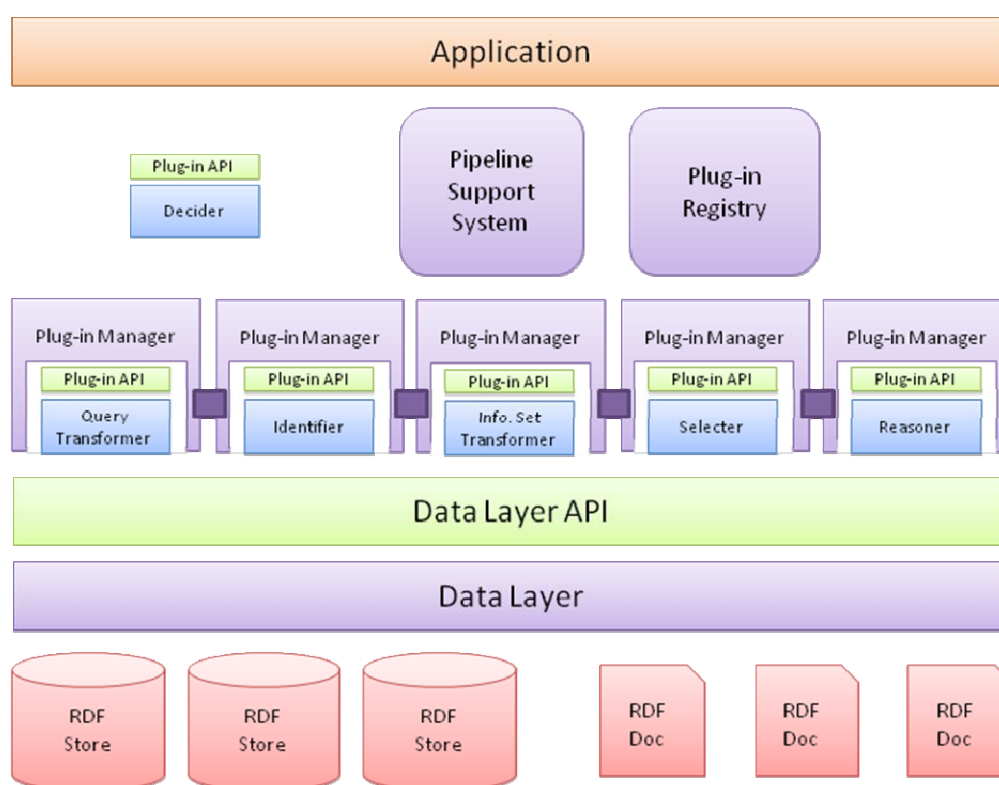 Application
Plug-in API
Decider
Pipeline
Support
System
Plug-in
Registry
Plug-in Manager
Plug-in API
Query
Transformer
Plug-in Manager
Plug-in API
Identifier
Plug-in Manager
Plug-in API
Info. Set
Transformer
Plug-in Manager
Plug-in API
Selecter
Plug-in Manager
Plug-in API
Reasoner
Data Layer API
Data Layer
RDF
Store
RDF
Store
RDF
Store
RDF
Doc
RDF
Doc
RDF
Doc